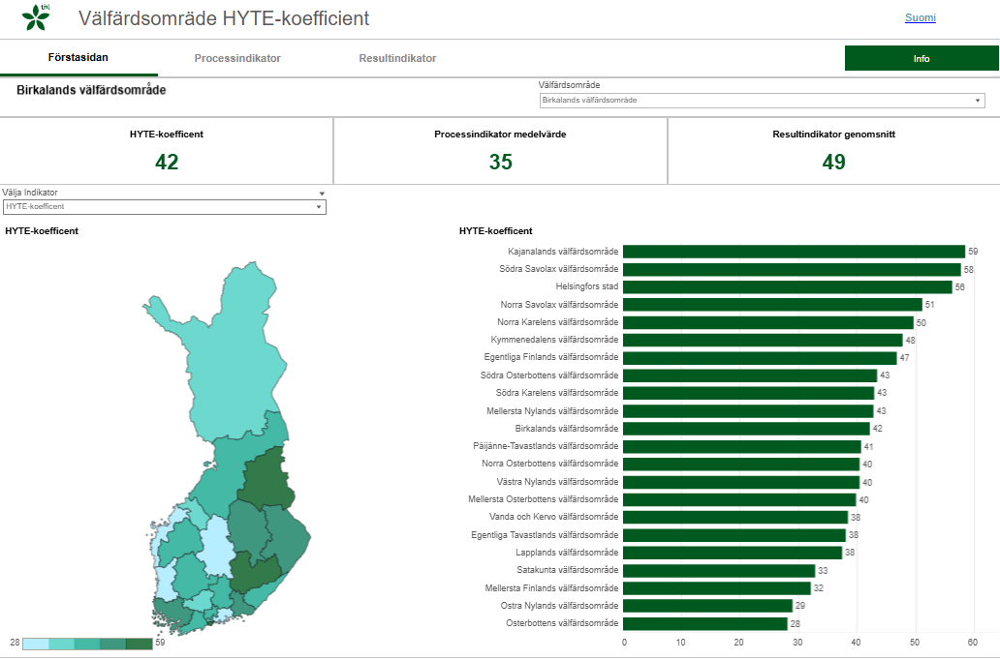 thl
Välfärdsområde HYTE-koefficient
Suomi
Förstasidan
Processindikator
Resultindikator
Info
Birkalands välfärdsområde
Välfärdsområde
Birkalands välfärdsområde
HYTE-koefficent
42
Processindikator medelvärde
35
Resultindikator genomsnitt
49
Välja Indikator
HYTE-koefficent
HYTE-koefficent
28
59
HYTE-koefficent
Kajanalands välfärdsområde 59
Södra Savolax välfärdsområde 58
Helsingfors stad 56
Norra Savolax välfärdsområde 51
Norra Karelens välfärdsområde 50
Kymmenedalens välfärdsområde 48
Egentliga Finlands välfärdsområde 47
Södra Osterbottens välfärdsområde 43
Södra Karelens välfärdsområde 43
Mellersta Nylands välfärdsområde 43
Birkalands välfärdsområde 42
Päijänne-Tavastlands välfärdsområde 41
Norra Osterbottens välfärdsområde 40
Västra Nylands välfärdsområde 40
Mellersta Osterbottens välfärdsområde 40
Vanda och Kervo välfärdsområde 38
Egentliga Tavastlands välfärdsområde 38
Lapplands välfärdsområde 38
Satakunta välfärdsområde 33
Mellersta Finlands välfärdsområde 32
Ostra Nylands välfärdsområde 29
Osterbottens välfärdsområde 28
0 10 20 30 40 50 60